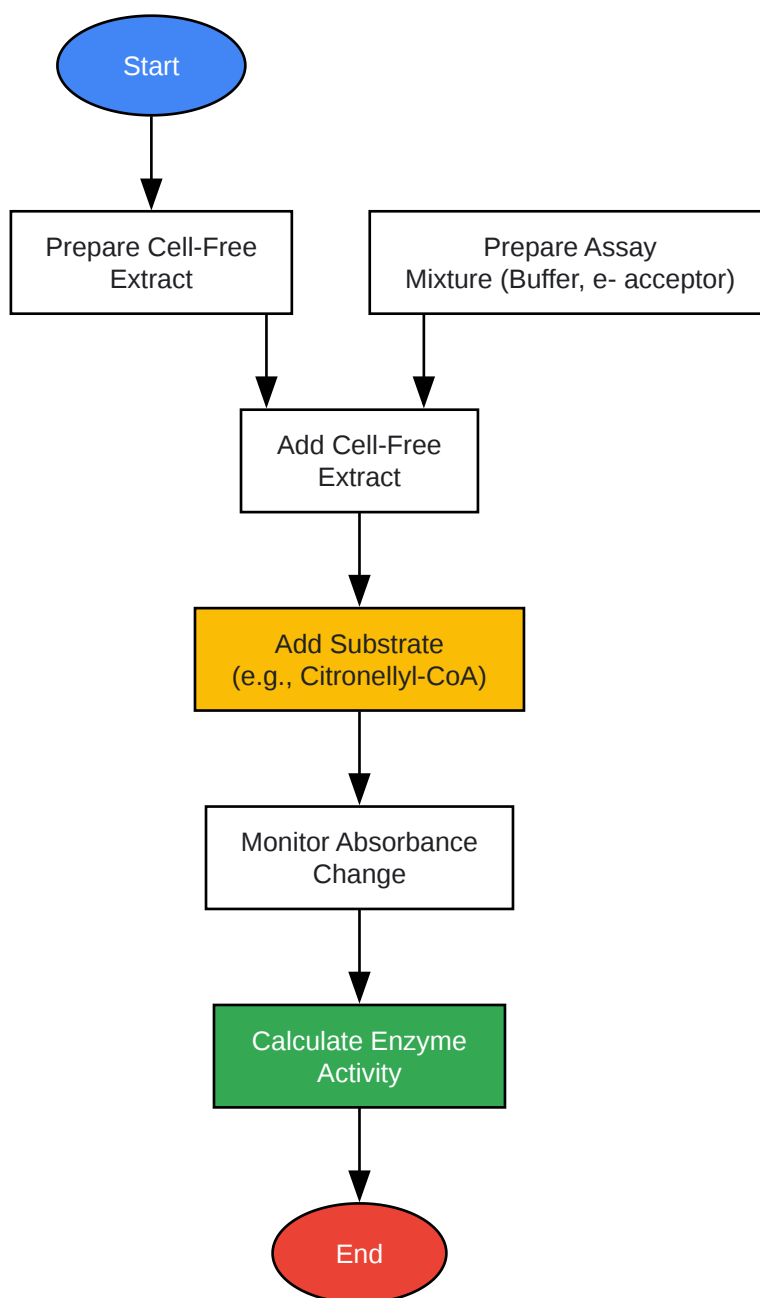 Start
Prepare Cell-Free
Extract
Prepare Assay
Mixture (Buffer, e- acceptor)
Add Cell-Free
Extract
Add Substrate
(e.g., Citronellyl-CoA)
Monitor Absorbance
Change
Calculate Enzyme
Activity
End